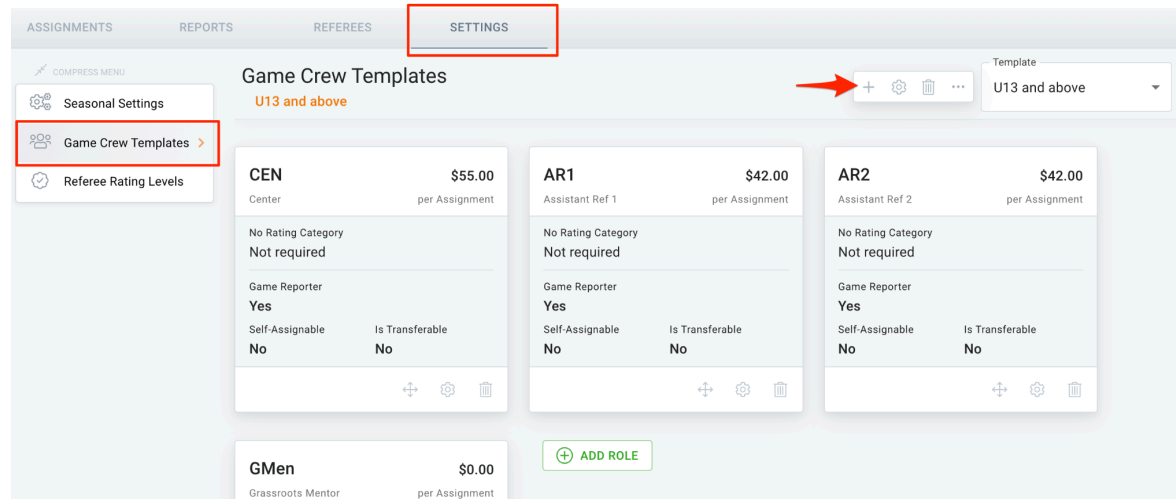 ASSIGNMENTS REPORTS REFEREES SETTINGS
COMPRESS MENU
Seasonal Settings
Game Crew Templates
Referee Rating Levels
Game Crew Templates
U13 and above
Template
U13 and above
CEN $55.00
Center per Assignment
No Rating Category
Not required
Game Reporter
Yes
Self-Assignable Is Transferable
No No
AR1 $42.00
Assistant Ref 1 per Assignment
No Rating Category
Not required
Game Reporter
Yes
Self-Assignable Is Transferable
No No
AR2 $42.00
Assistant Ref 2 per Assignment
No Rating Category
Not required
Game Reporter
Yes
Self-Assignable Is Transferable
No No
GMen $0.00
Grassroots Mentor per Assignment
ADD ROLE